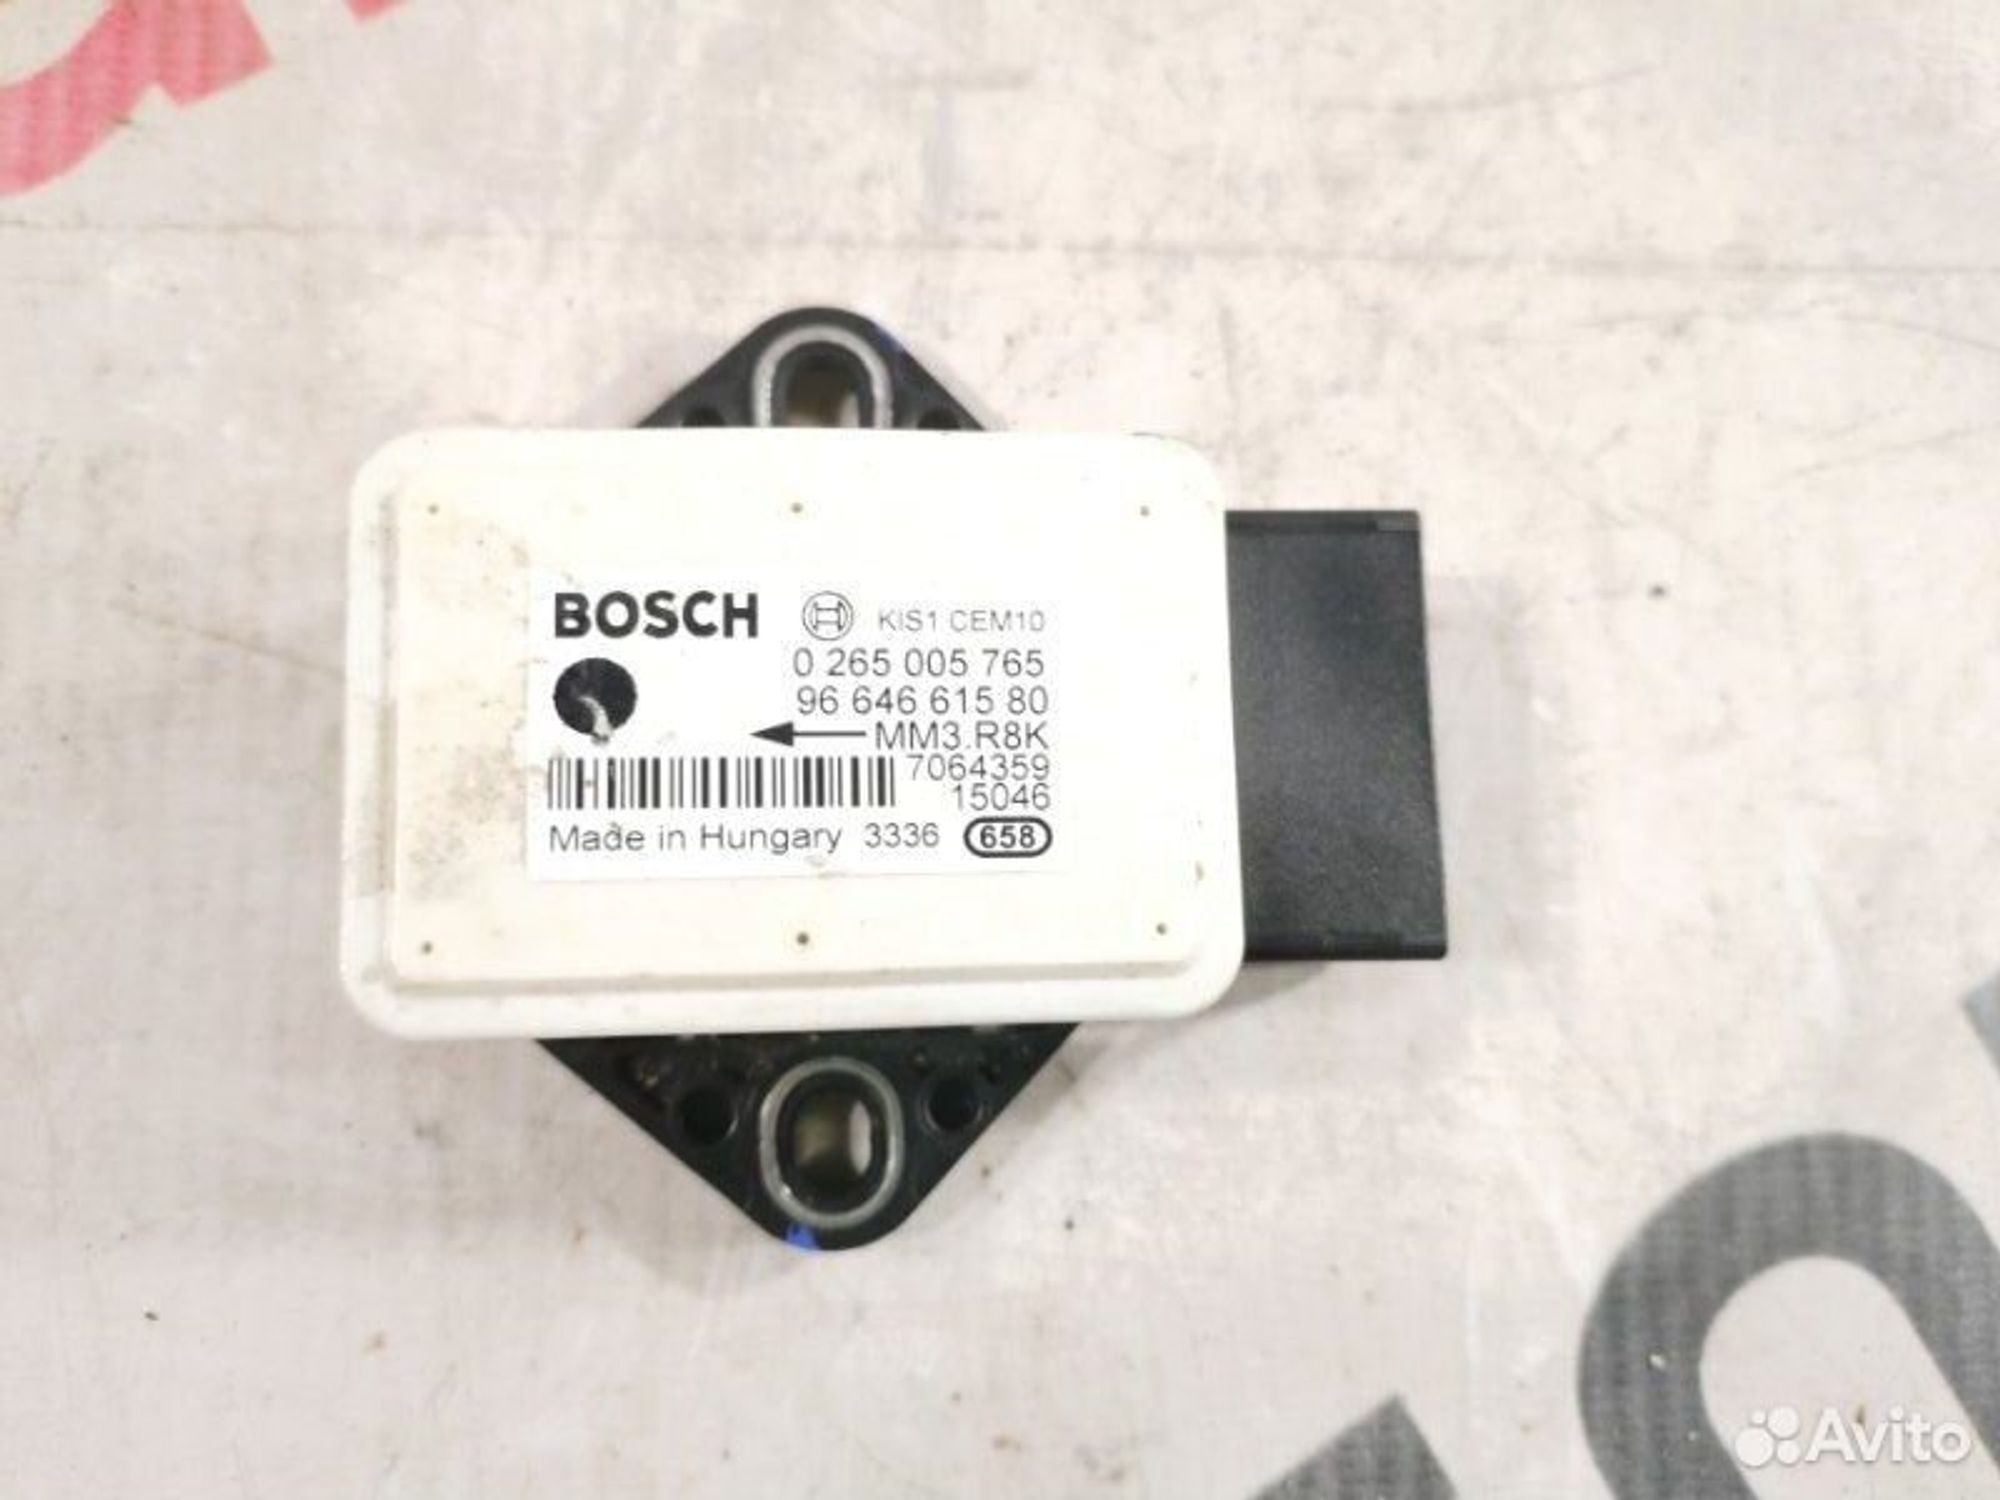 BOSCH KIS1 CEM10
0 265 005 765
96 646 615 80
MM3.R8K
7064359
15046
Made in Hungary 3336 658
Avito